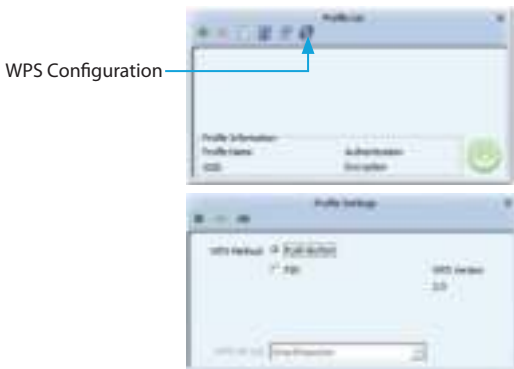 Profile List
WPS Configuration
Profile Information
Profile Name
Authentication
SSID
Encryption
Profile Settings
WPS Method
Push Button
PIN
WPS Version
2.0